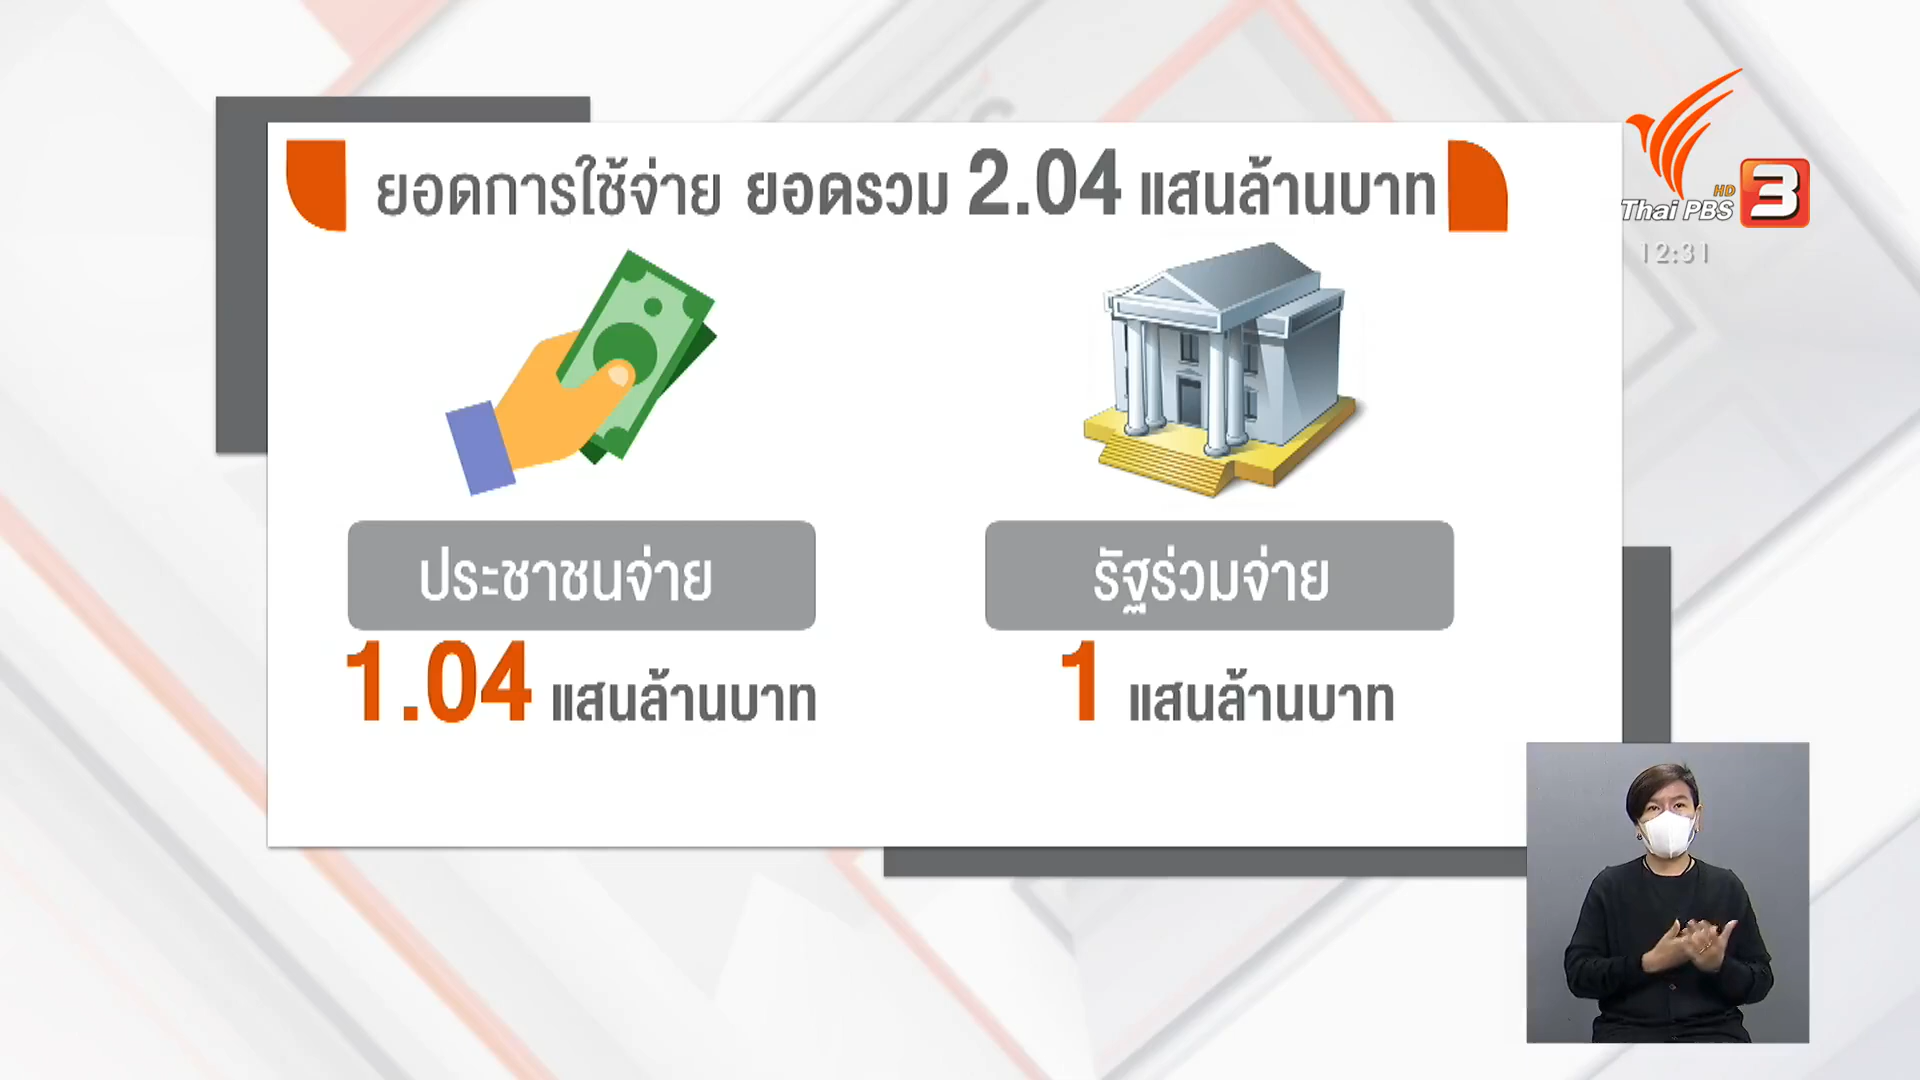 ยอดการใช้จ่าย ยอดรวม 2.04 แสนล้านบาท
HD
Thai PBS 3
12:31
ประชาชนจ่าย
รัฐร่วมจ่าย
1.04 แสนล้านบาท
1 แสนล้านบาท